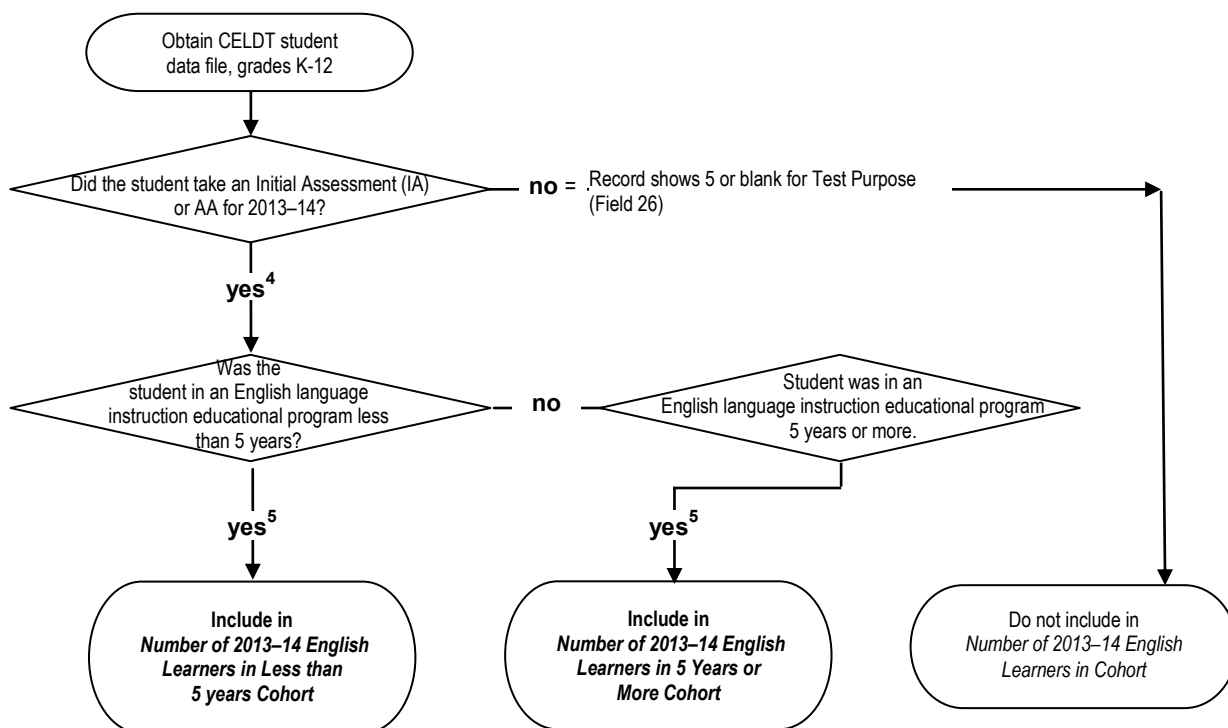 Obtain CELDT student
data file, grades K-12
Did the student take an Initial Assessment (IA)
or AA for 2013–14?
no = Record shows 5 or blank for Test Purpose
(Field 26)
yes4
Was the
student in an English language
instruction educational program less
than 5 years?
no
Student was in an
English language instruction educational program
5 years or more.
yes5
yes5
Include in
Number of 2013–14 English
Learners in Less than
5 years Cohort
Include in
Number of 2013–14 English
Learners in 5 Years or
More Cohort
Do not include in
Number of 2013–14 English
Learners in Cohort